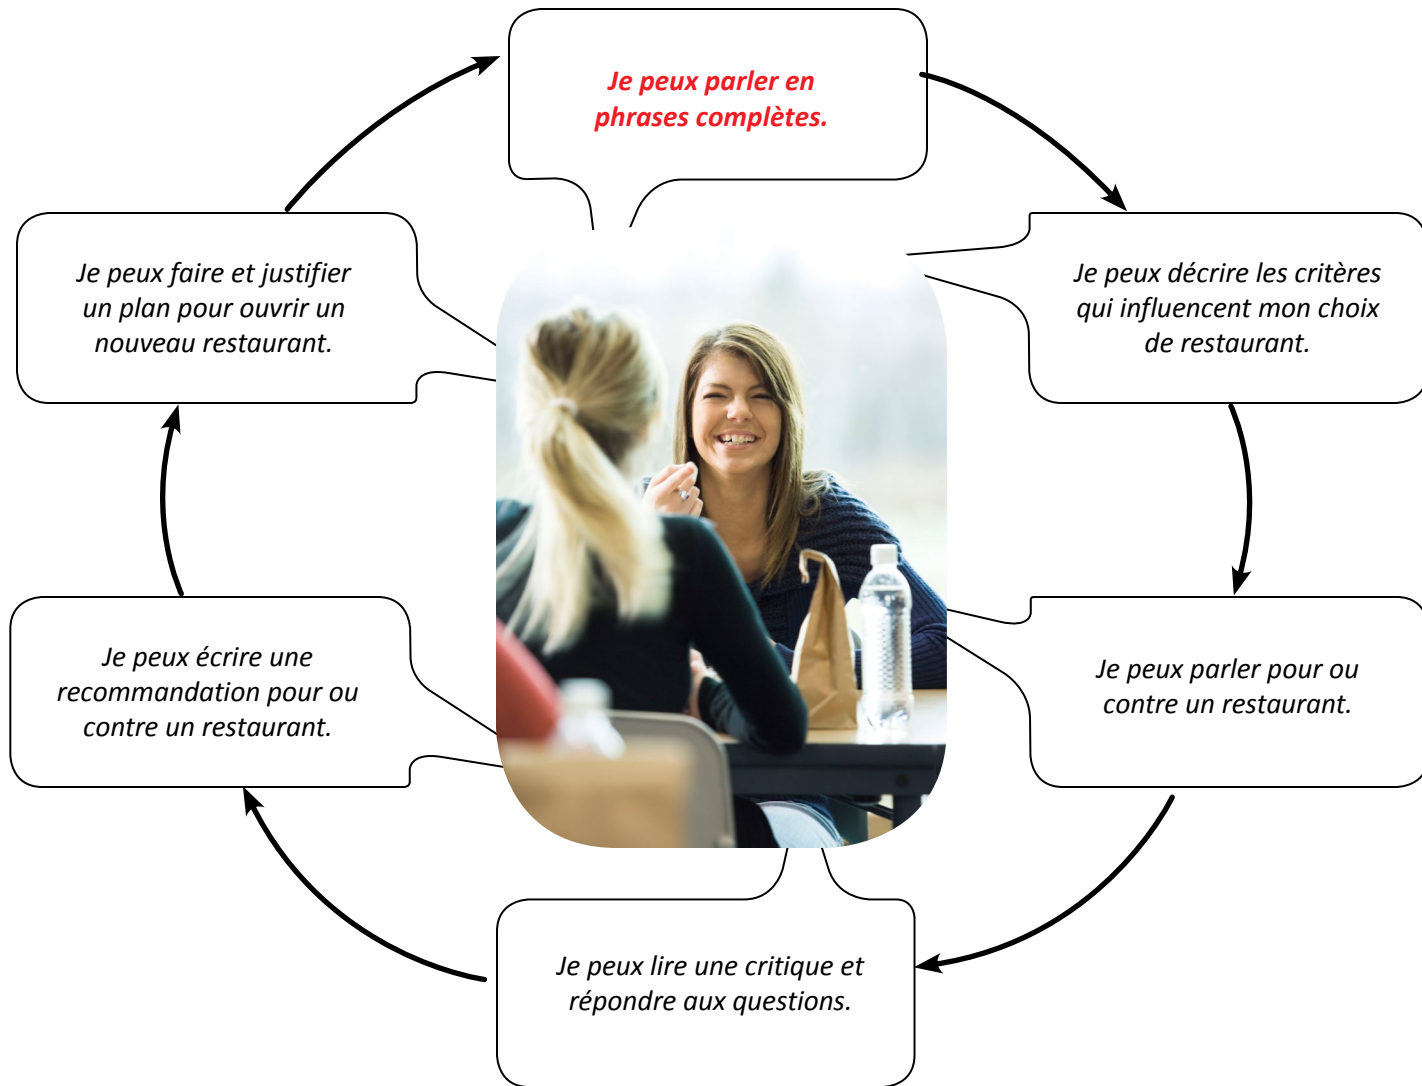 Je peux parler en
phrases complètes.
Je peux décrire les critères
qui influencent mon choix
de restaurant.
Je peux parler pour ou
contre un restaurant.
Je peux lire une critique et
répondre aux questions.
Je peux écrire une
recommandation pour ou
contre un restaurant.
Je peux faire et justifier
un plan pour ouvrir un
nouveau restaurant.